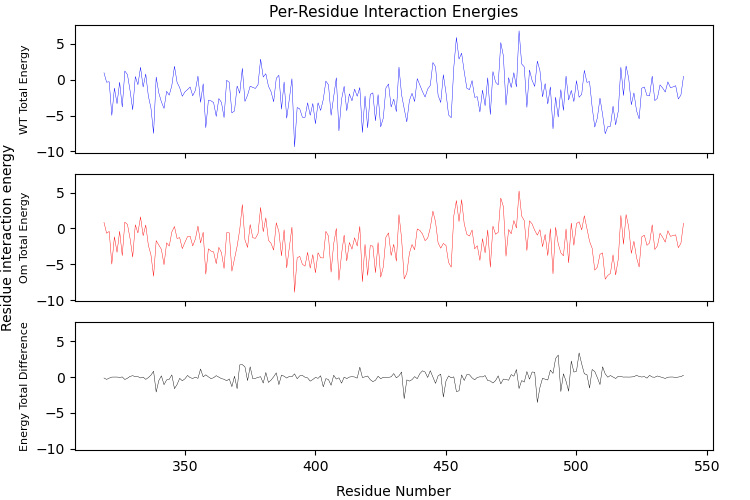 Per-Residue Interaction Energies
Residue interaction energy
WT Total Energy
5
0
−5
−10
Om Total Energy
5
0
−5
−10
Energy Total Difference
5
0
−5
−10
350
400
450
500
550
Residue Number